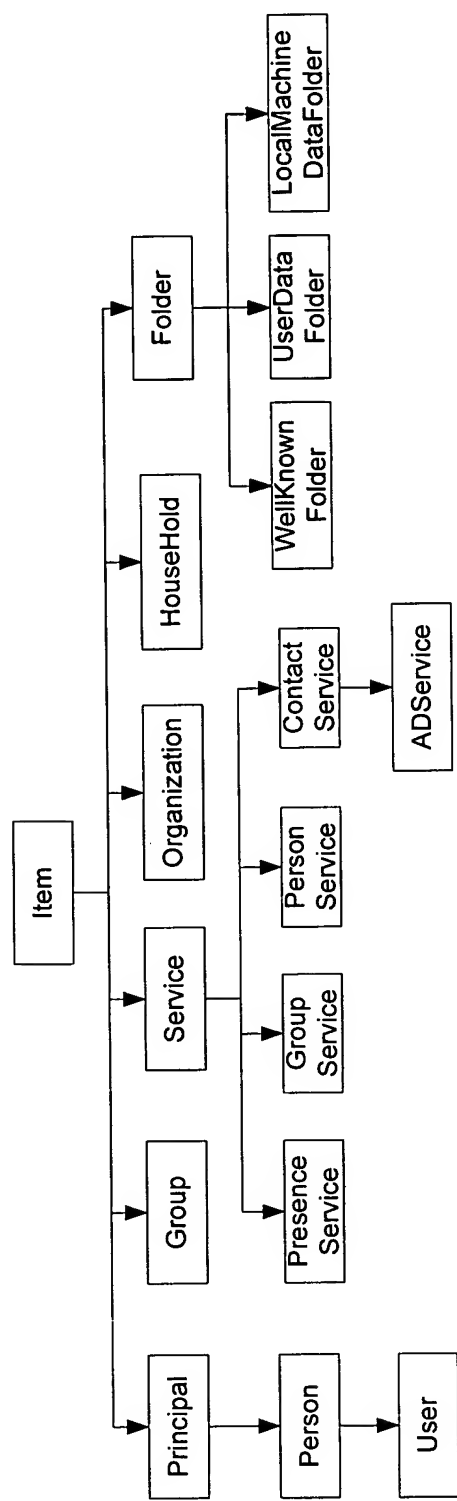 Item
Principal
Group
Service
Organization
HouseHold
Folder
Person
Presence
Service
Group
Service
Person
Service
Contact
Service
WellKnown
Folder
UserData
Folder
LocalMachine
DataFolder
User
ADService